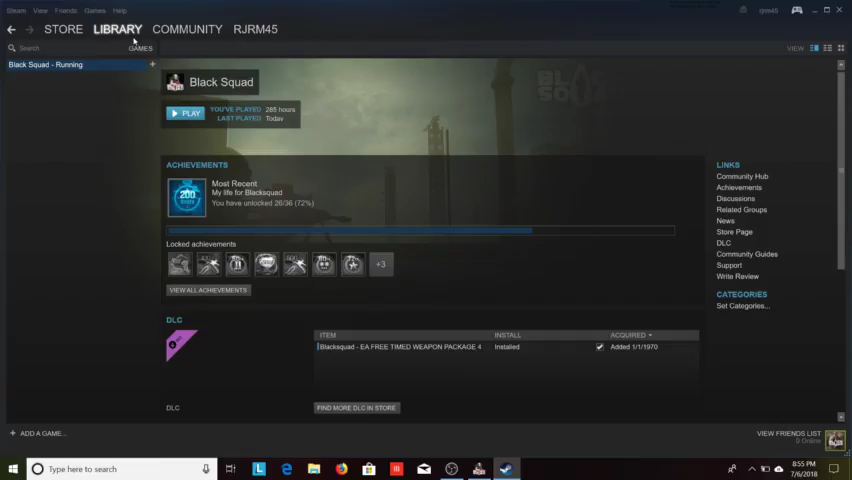 Steam View Friends Games Help
rjrm45
STORE LIBRARY COMMUNITY RJRM45
Search
GAMES
VIEW
Black Squad - Running
Black Squad
BLACK SQUAD
PLAY
YOU'VE PLAYED 285 hours
LAST PLAYED Today
ACHIEVEMENTS
200
Most Recent
My life for Blacksquad
You have unlocked 26/36 (72%)
Locked achievements
+3
VIEW ALL ACHIEVEMENTS
LINKS
Community Hub
Achievements
Discussions
Related Groups
News
Store Page
DLC
Community Guides
Support
Write Review
CATEGORIES
Set Categories...
DLC
ITEM INSTALL ACQUIRED
Blacksquad - EA FREE TIMED WEAPON PACKAGE 4 Installed Added 1/1/1970
DLC
FIND MORE DLC IN STORE
ADD A GAME...
VIEW FRIENDS LIST
0 Online
Type here to search
8:55 PM
7/6/2018